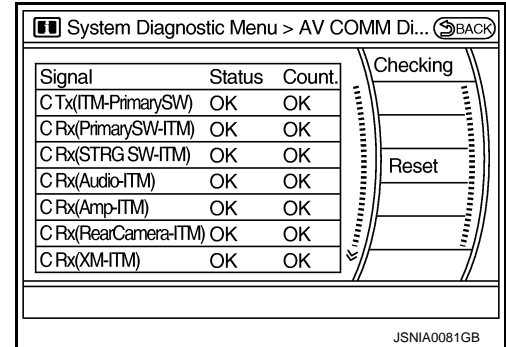 System Diagnostic Menu > AV COMM Di... BACK
Signal Status Count.
C Tx(ITM-PrimarySW) OK OK
C Rx(PrimarySW-ITM) OK OK
C Rx(STRG SW-ITM) OK OK
C Rx(Audio-ITM) OK OK
C Rx(Amp-ITM) OK OK
C Rx(RearCamera-ITM) OK OK
C Rx(XM-ITM) OK OK
Checking
Reset
JSNIA0081GB